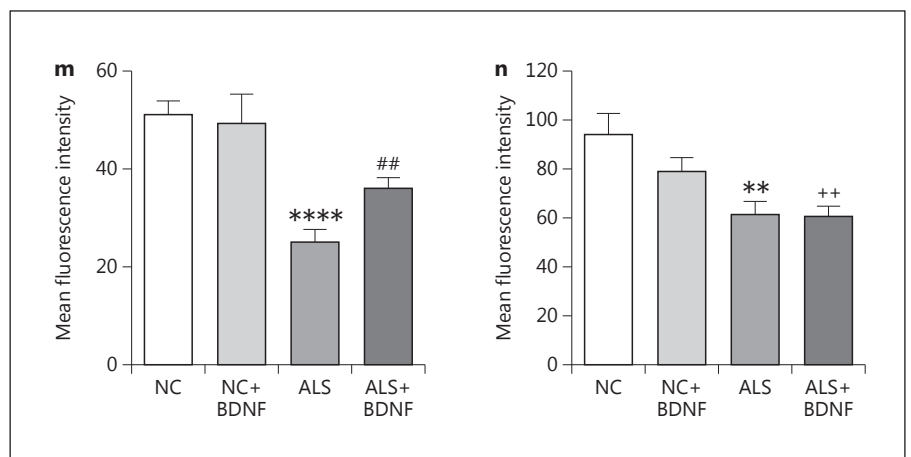 m
Mean fluorescence intensity
60
40
20
0
****
##
NC
NC+
BDNF
ALS
ALS+
BDNF
n
Mean fluorescence intensity
120
100
80
60
40
20
0
**
++
NC
NC+
BDNF
ALS
ALS+
BDNF